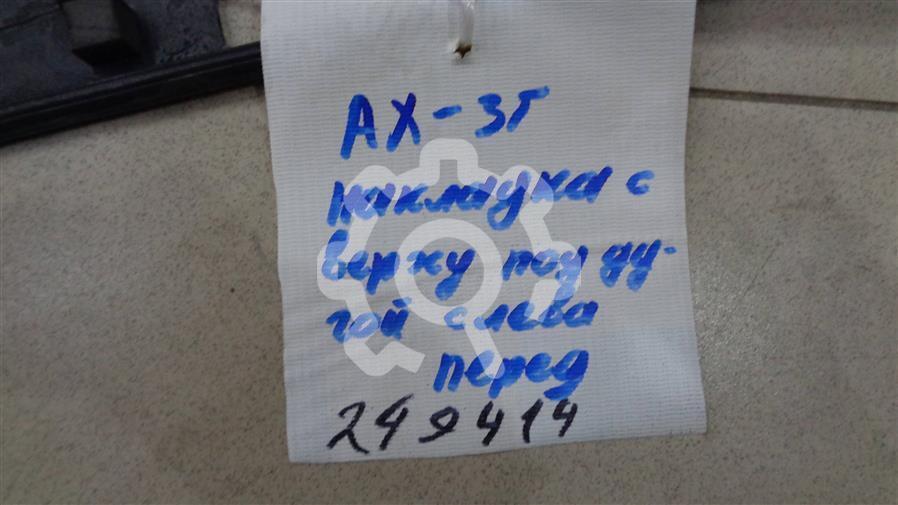 АХ-3Г
накладка с
верху под ду-
гой слева
перед
249414